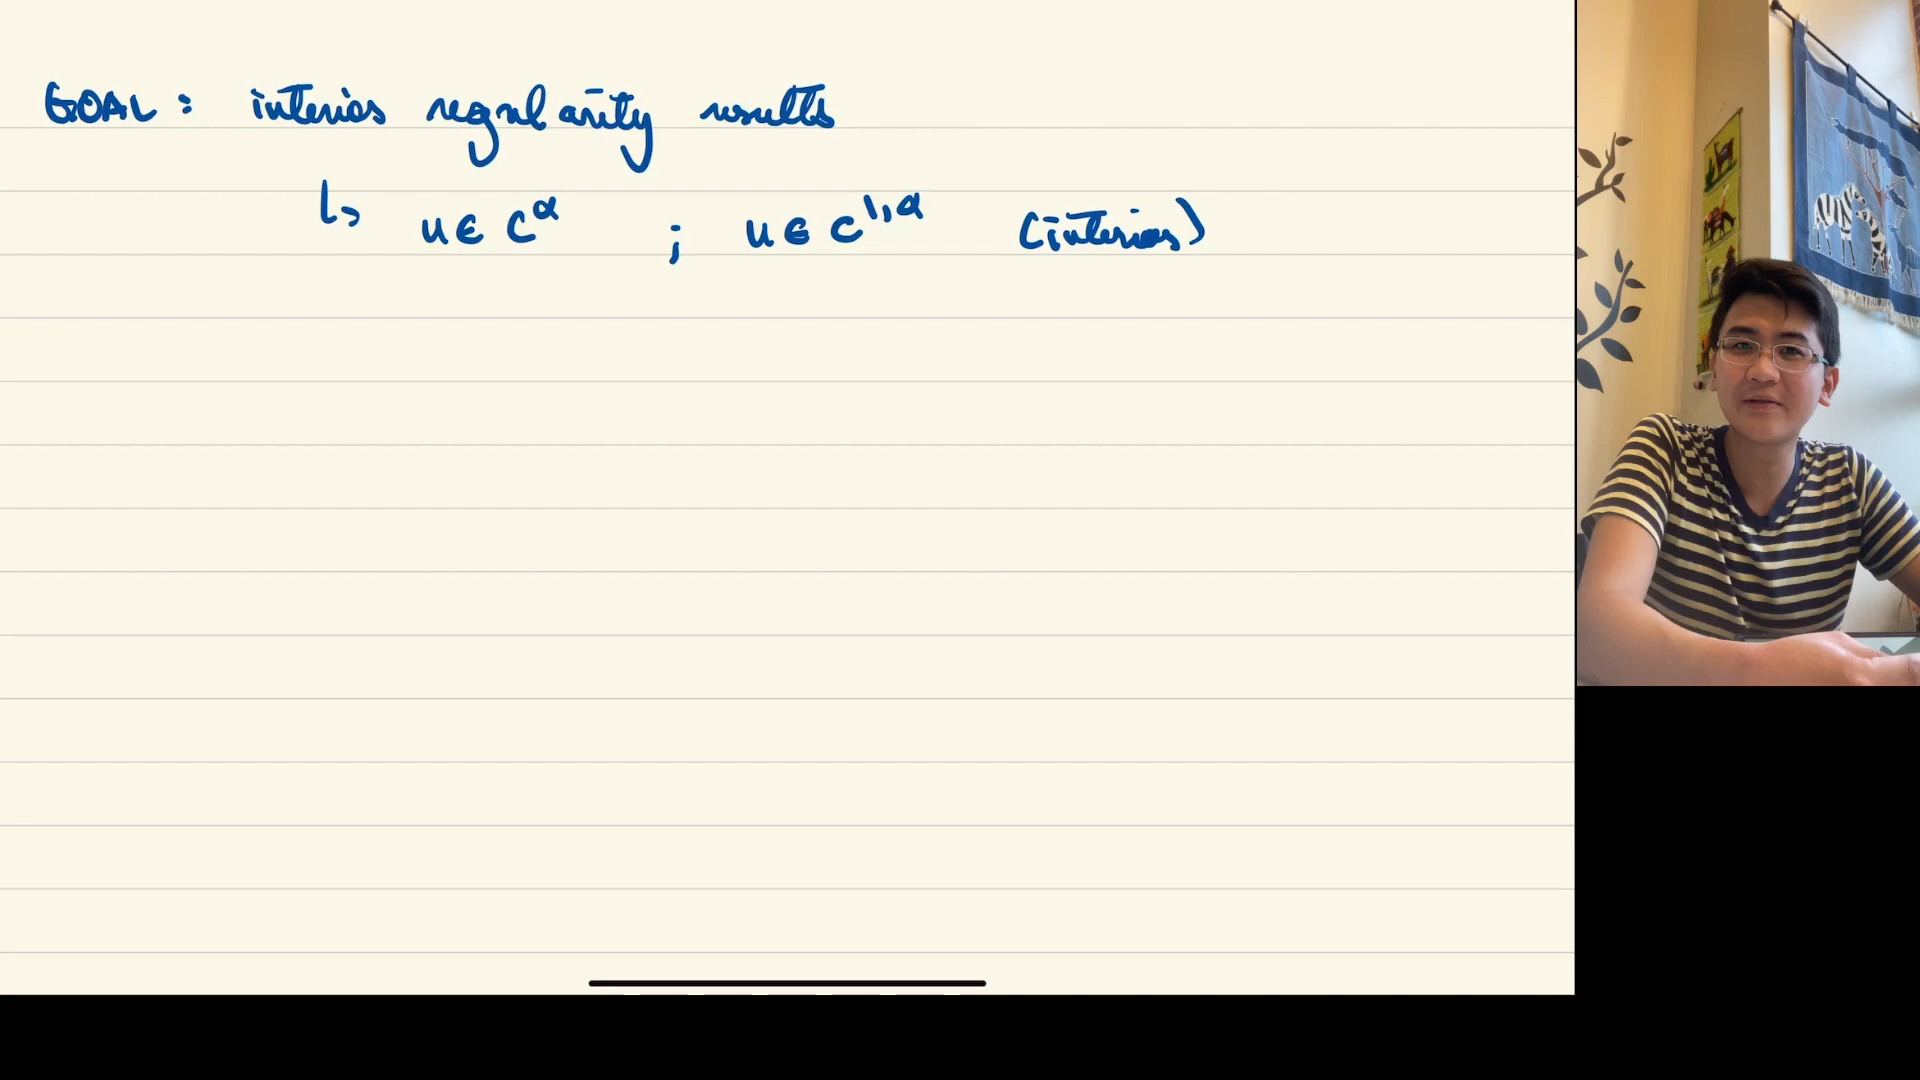 GOAL: interior regularity results
↳ u ∈ C^α ; u ∈ C^{1,α} (interior)